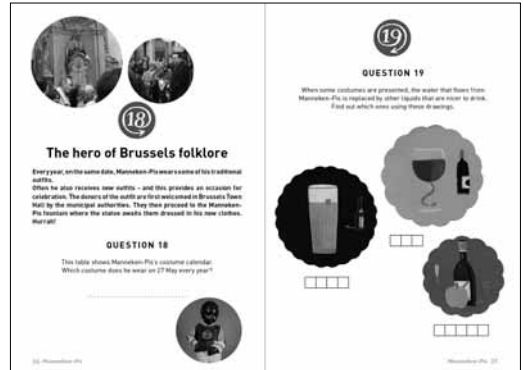 18
The hero of Brussels folklore
Every year, on the same date, Manneken-Pis wears some of his traditional
outfits.
Often he also receives new outfits - and this provides an occasion for
celebration. The donors of the outfit are first welcomed in Brussels Town
Hall by the municipal authorities. They then proceed to the Manneken-
Pis fountain where the statue awaits them dressed in his new clothes.
Hurrah!
QUESTION 18
This table shows Manneken-Pis's costume calendar.
Which costume does he wear on 27 May every year?
Manneken-Pis
19
QUESTION 19
When some costumes are presented, the water that flows from
Manneken-Pis is replaced by other liquids that are nicer to drink.
Find out which ones using these drawings.
Manneken-Pis